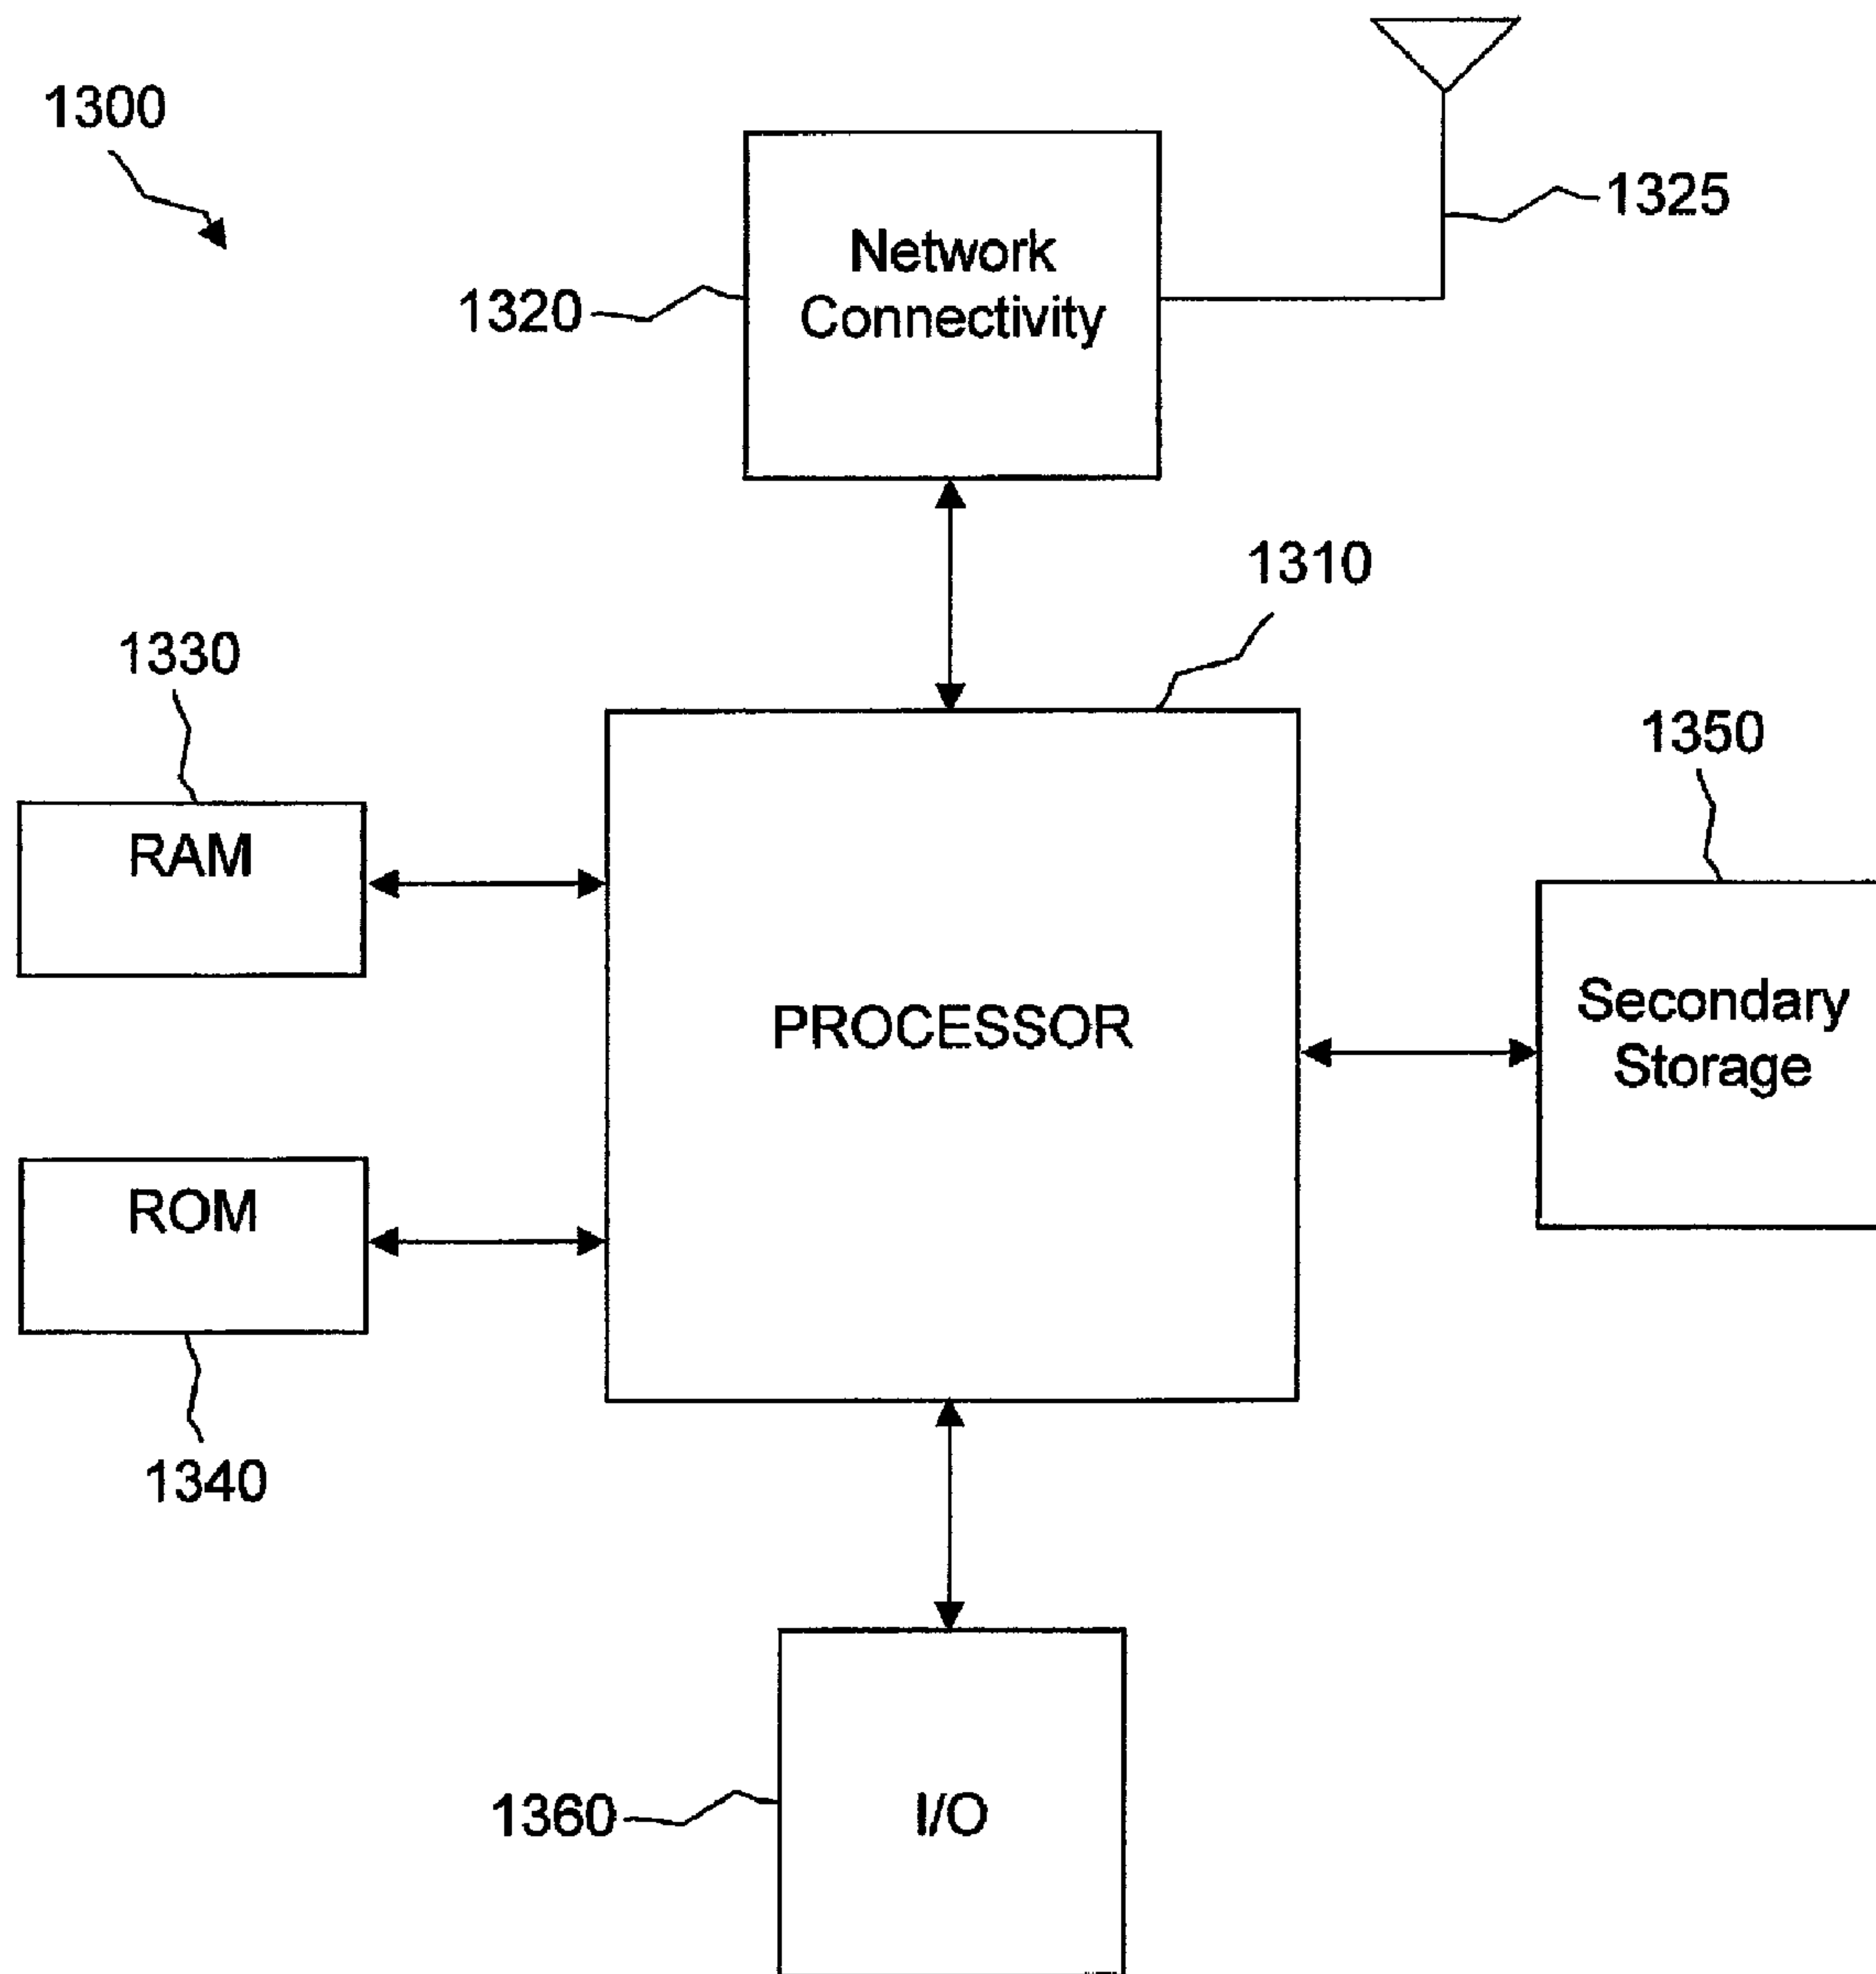 1300
1325
Network
Connectivity
1320
1310
1330
1350
RAM
Secondary
Storage
PROCESSOR
ROM
1340
1360
I/O